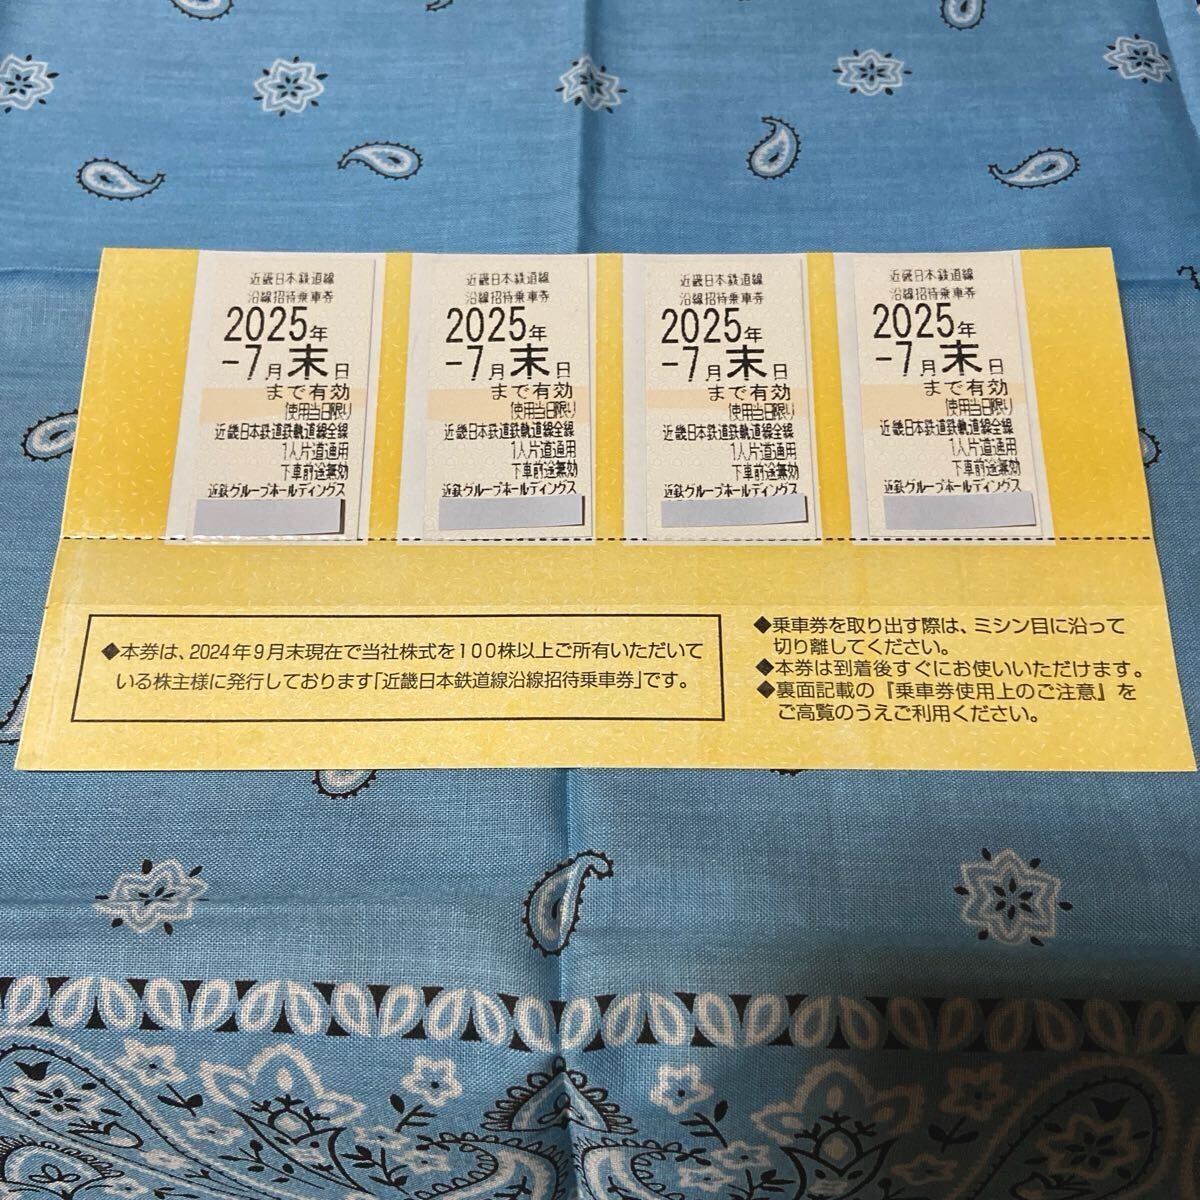 近畿日本鉄道線
沿線招待乗車券
2025年
-7月末日
まで有効
使用当日限り
近畿日本鉄道鉄軌道線全線
1人片道通用
下車前途無効
近鉄グループホールディングス
近畿日本鉄道線
沿線招待乗車券
2025年
-7月末日
まで有効
使用当日限り
近畿日本鉄道鉄軌道線全線
1人片道通用
下車前途無効
近鉄グループホールディングス
近畿日本鉄道線
沿線招待乗車券
2025年
-7月末日
まで有効
使用当日限り
近畿日本鉄道鉄軌道線全線
1人片道通用
下車前途無効
近鉄グループホールディングス
近畿日本鉄道線
沿線招待乗車券
2025年
-7月末日
まで有効
使用当日限り
近畿日本鉄道鉄軌道線全線
1人片道通用
下車前途無効
近鉄グループホールディングス
◆本券は、2024年9月末現在で当社株式を100株以上ご所有いただいて
いる株主様に発行しております「近畿日本鉄道線沿線招待乗車券」です。
◆乗車券を取り出す際は、ミシン目に沿って
切り離してください。
◆本券は到着後すぐにお使いいただけます。
◆裏面記載の『乗車券使用上のご注意』を
ご高覧のうえご利用ください。